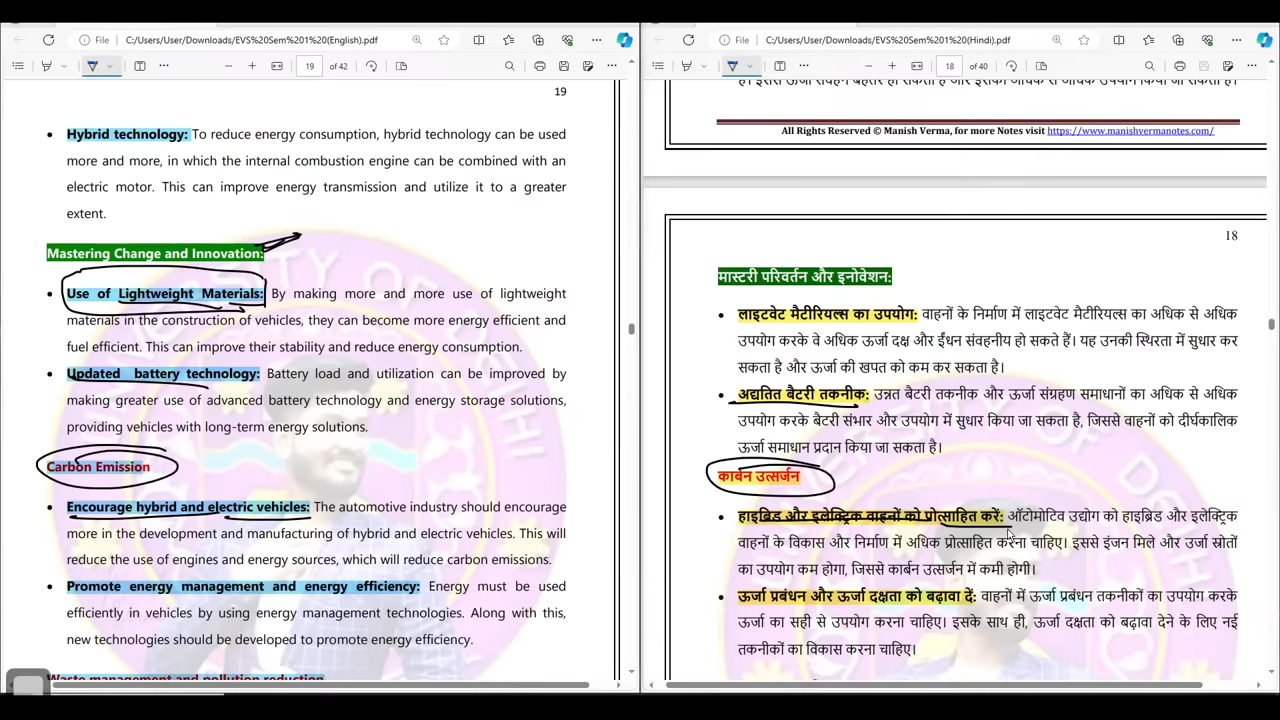 File C:/Users/User/Downloads/EVS%20Sem%201%20(English).pdf
19 of 42
19
• Hybrid technology: To reduce energy consumption, hybrid technology can be used
more and more, in which the internal combustion engine can be combined with an
electric motor. This can improve energy transmission and utilize it to a greater
extent.
Mastering Change and Innovation:
• Use of Lightweight Materials: By making more and more use of lightweight
materials in the construction of vehicles, they can become more energy efficient and
fuel efficient. This can improve their stability and reduce energy consumption.
• Updated battery technology: Battery load and utilization can be improved by
making greater use of advanced battery technology and energy storage solutions,
providing vehicles with long-term energy solutions.
Carbon Emission
• Encourage hybrid and electric vehicles: The automotive industry should encourage
more in the development and manufacturing of hybrid and electric vehicles. This will
reduce the use of engines and energy sources, which will reduce carbon emissions.
• Promote energy management and energy efficiency: Energy must be used
efficiently in vehicles by using energy management technologies. Along with this,
new technologies should be developed to promote energy efficiency.
Waste management and pollution reduction
File C:/Users/User/Downloads/EVS%20Sem%201%20(Hindi).pdf
18 of 40
है। इससे ऊर्जा संवहन बेहतर हो सकता है और इसका अधिक से अधिक उपयोग किया जा सकता है।
All Rights Reserved © Manish Verma, for more Notes visit https://www.manishvermanotes.com/
18
मास्टरी परिवर्तन और इनोवेशन:
• लाइटवेट मैटीरियल्स का उपयोग: वाहनों के निर्माण में लाइटवेट मैटीरियल्स का अधिक से अधिक
उपयोग करके वे अधिक ऊर्जा दक्ष और ईंधन संवहनीय हो सकते हैं। यह उनकी स्थिरता में सुधार कर
सकता है और ऊर्जा की खपत को कम कर सकता है।
• अद्यतित बैटरी तकनीक: उन्नत बैटरी तकनीक और ऊर्जा संग्रहण समाधानों का अधिक से अधिक
उपयोग करके बैटरी संभार और उपयोग में सुधार किया जा सकता है, जिससे वाहनों को दीर्घकालिक
ऊर्जा समाधान प्रदान किया जा सकता है।
कार्बन उत्सर्जन
• हाइब्रिड और इलेक्ट्रिक वाहनों को प्रोत्साहित करें: ऑटोमोटिव उद्योग को हाइब्रिड और इलेक्ट्रिक
वाहनों के विकास और निर्माण में अधिक प्रोत्साहित करना चाहिए। इससे इंजन मिले और उर्जा स्रोतों
का उपयोग कम होगा, जिससे कार्बन उत्सर्जन में कमी होगी।
• ऊर्जा प्रबंधन और ऊर्जा दक्षता को बढ़ावा दें: वाहनों में ऊर्जा प्रबंधन तकनीकों का उपयोग करके
ऊर्जा का सही से उपयोग करना चाहिए। इसके साथ ही, ऊर्जा दक्षता को बढ़ावा देने के लिए नई
तकनीकों का विकास करना चाहिए।